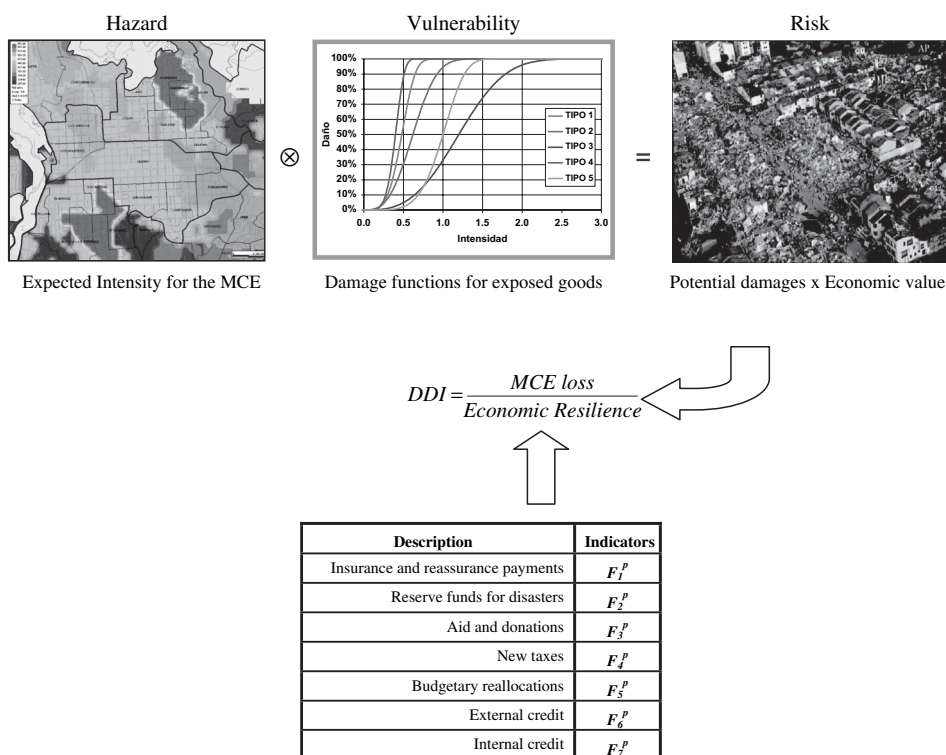 Hazard
Vulnerability
Risk
AP
100%
90%
80%
70%
60%
50%
40%
30%
20%
10%
0%
Daño
0.0 0.5 1.0 1.5 2.0 2.5 3.0
Intensidad
TIPO 1
TIPO 2
TIPO 3
TIPO 4
TIPO 5
⊗
=
Expected Intensity for the MCE
Damage functions for exposed goods
Potential damages x Economic value
DDI = MCE loss
Economic Resilience
Description Indicators
Insurance and reassurance payments F₁ᵖ
Reserve funds for disasters F₂ᵖ
Aid and donations F₃ᵖ
New taxes F₄ᵖ
Budgetary reallocations F₅ᵖ
External credit F₆ᵖ
Internal credit F₇ᵖ